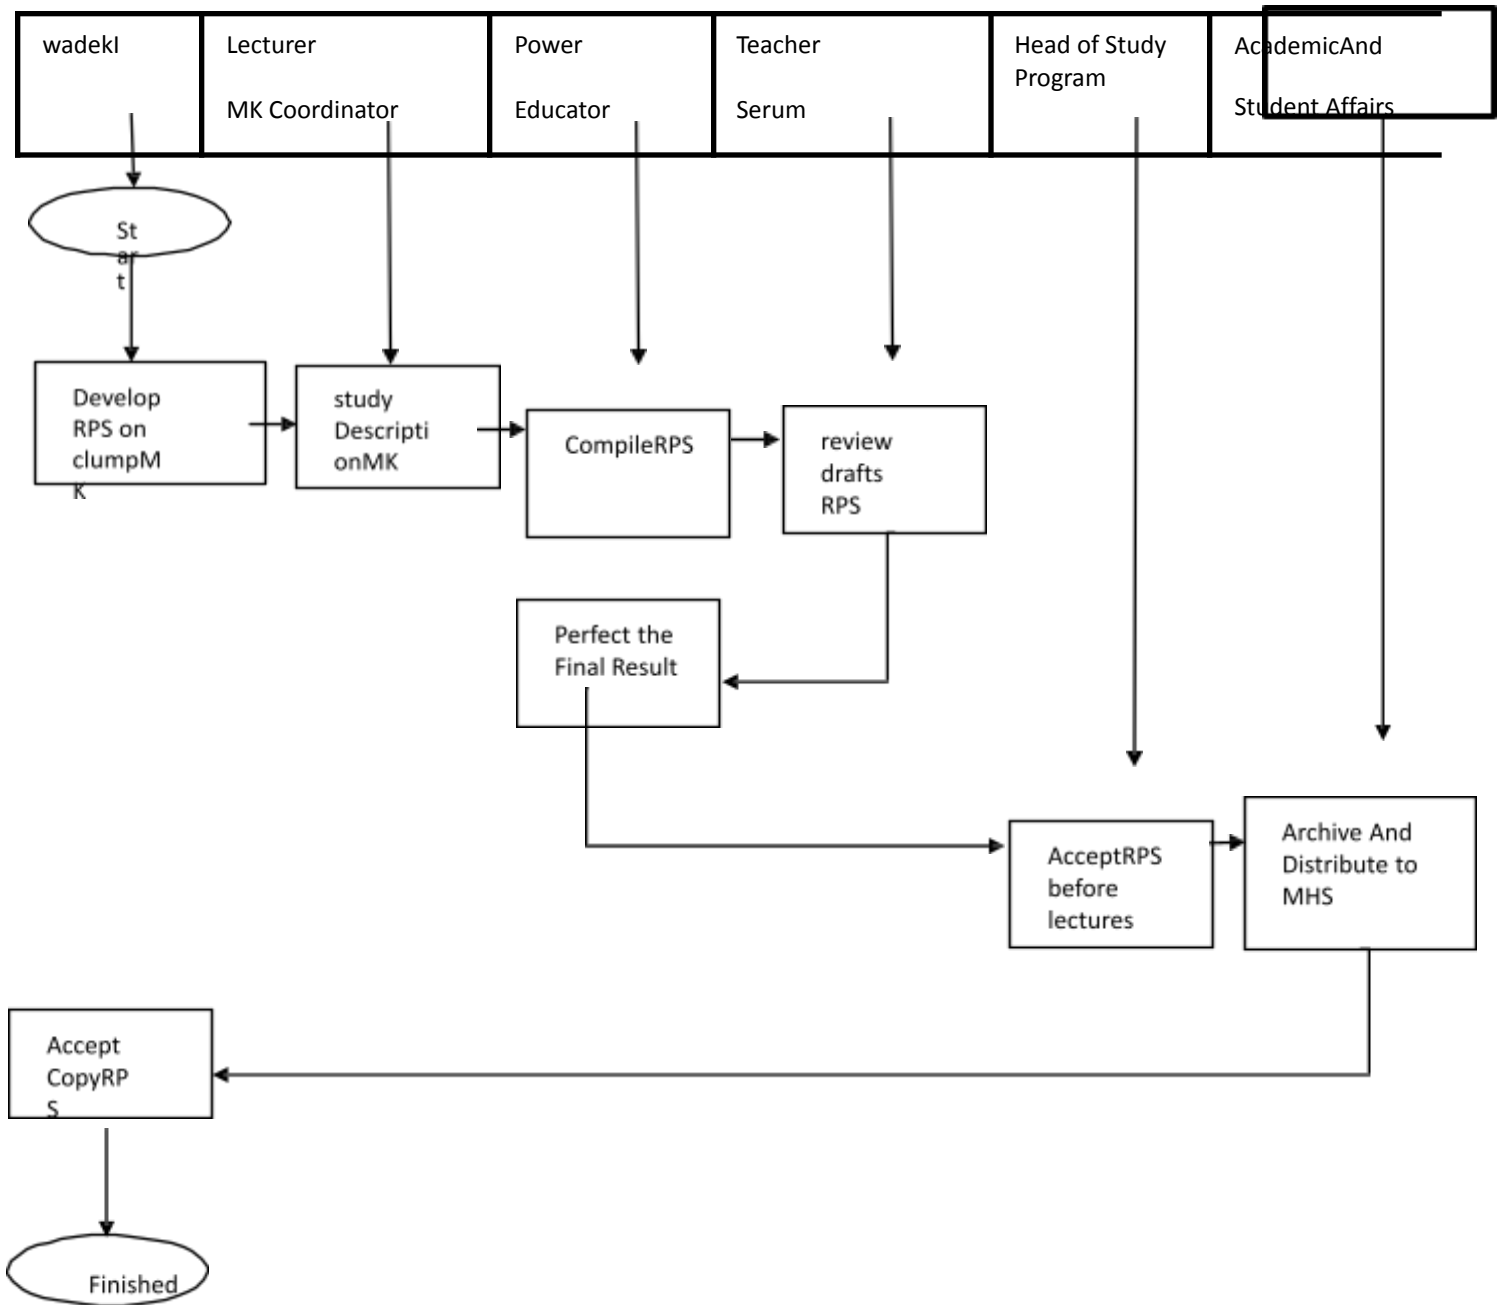 wadekI
Lecturer
MK Coordinator
Power
Educator
Teacher
Serum
Head of Study
Program
AcademicAnd
Student Affairs
St
ar
t
Develop
RPS on
clumpM
K
study
Descripti
onMK
CompileRPS
review
drafts
RPS
Perfect the
Final Result
AcceptRPS
before
lectures
Archive And
Distribute to
MHS
Accept
CopyRP
S
Finished